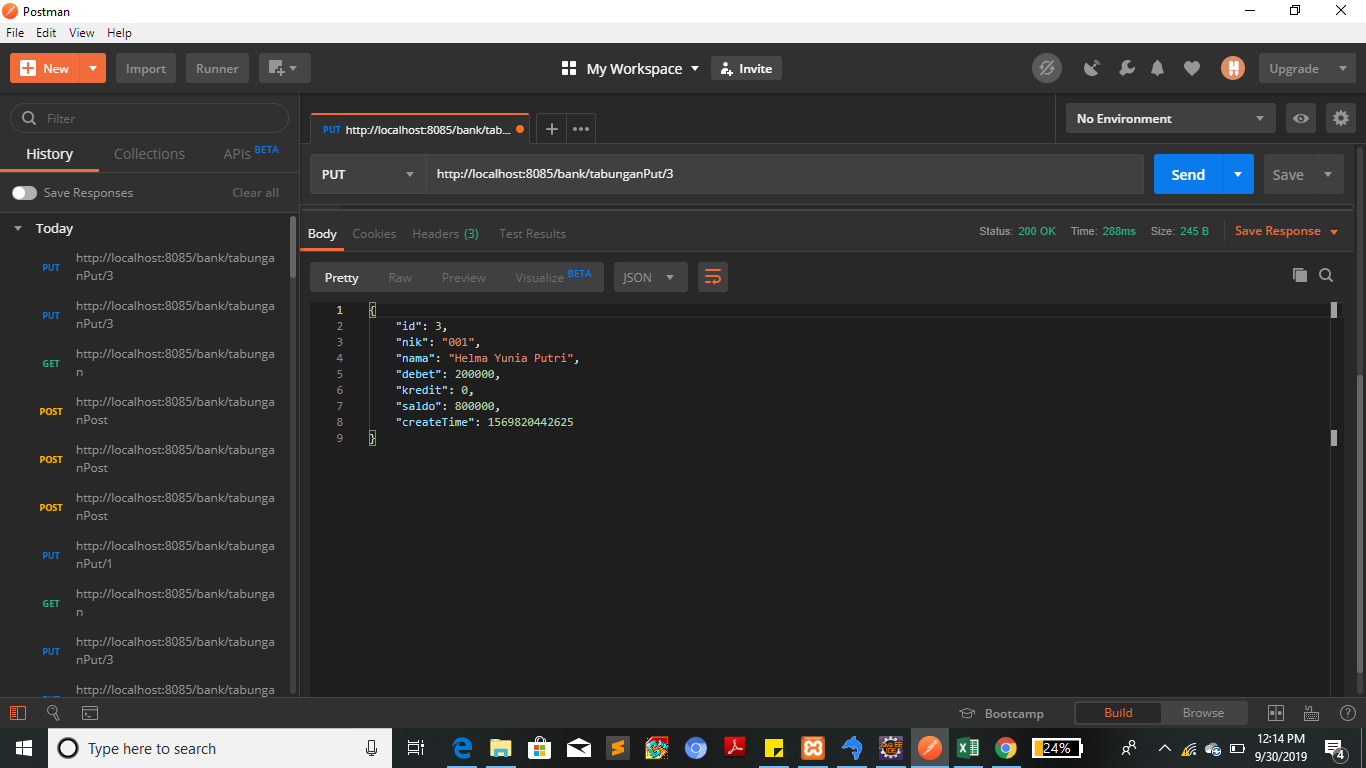 Postman
File Edit View Help
New Import Runner My Workspace Invite Upgrade
Filter
History Collections APIs BETA
Save Responses Clear all
Today
PUT http://localhost:8085/bank/tabunga
nPut/3
PUT http://localhost:8085/bank/tabunga
nPut/3
GET http://localhost:8085/bank/tabunga
n
POST http://localhost:8085/bank/tabunga
nPost
POST http://localhost:8085/bank/tabunga
nPost
POST http://localhost:8085/bank/tabunga
nPost
PUT http://localhost:8085/bank/tabunga
nPut/1
GET http://localhost:8085/bank/tabunga
n
PUT http://localhost:8085/bank/tabunga
nPut/3
http://localhost:8085/bank/tabunga
PUT http://localhost:8085/bank/tab... No Environment
PUT http://localhost:8085/bank/tabunganPut/3 Send Save
Body Cookies Headers (3) Test Results Status: 200 OK Time: 288ms Size: 245 B Save Response
Pretty Raw Preview Visualize BETA JSON
1 {
2 "id": 3,
3 "nik": "001",
4 "nama": "Helma Yunia Putri",
5 "debet": 200000,
6 "kredit": 0,
7 "saldo": 800000,
8 "createTime": 1569820442625
9 }
Bootcamp Build Browse
Type here to search 24% 12:14 PM
9/30/2019 4